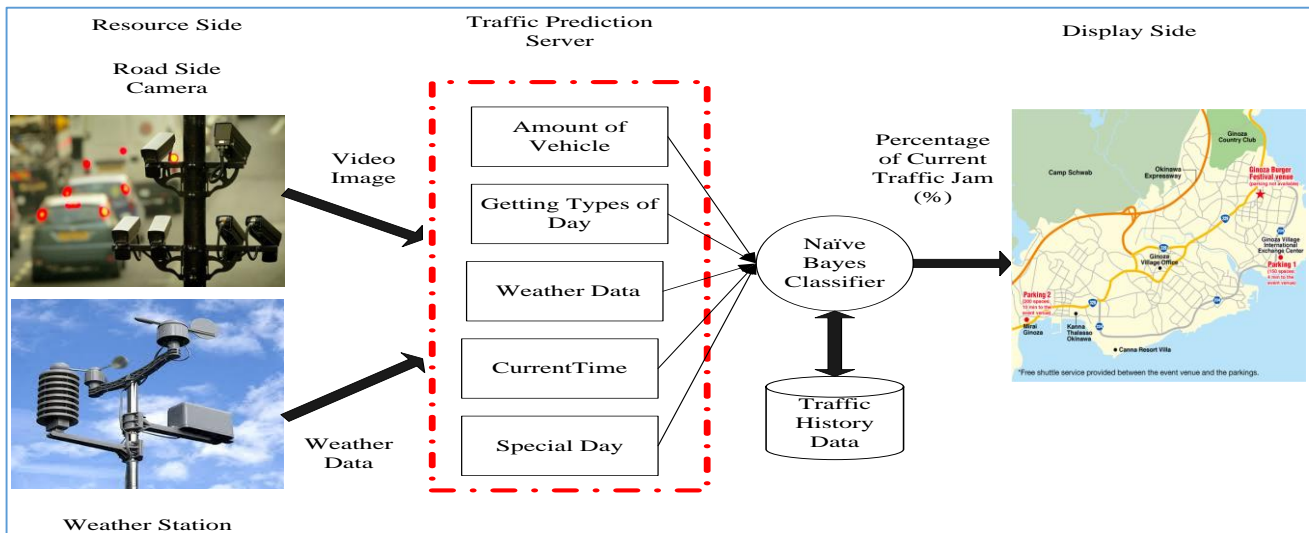 Resource Side
Road Side
Camera
Video
Image
Weather
Data
Weather Station
Traffic Prediction
Server
Amount of
Vehicle
Getting Types of
Day
Weather Data
CurrentTime
Special Day
Naïve
Bayes
Classifier
Traffic
History
Data
Percentage
of Current
Traffic Jam
(%)
Display Side
Ginoza
Country Club
Camp Schwab
Okinawa
Expressway
Ginoza Burger
Festival venue
(parking not available)
Ginoza Village
International
Exchange Center
Parking 1
Ginoza
Village Office
Parking 2
Mirai
Ginoza
Kanna
Thalasso
Okinawa
Canna Resort Villa
*Free shuttle service provided between the event venue and the parkings.